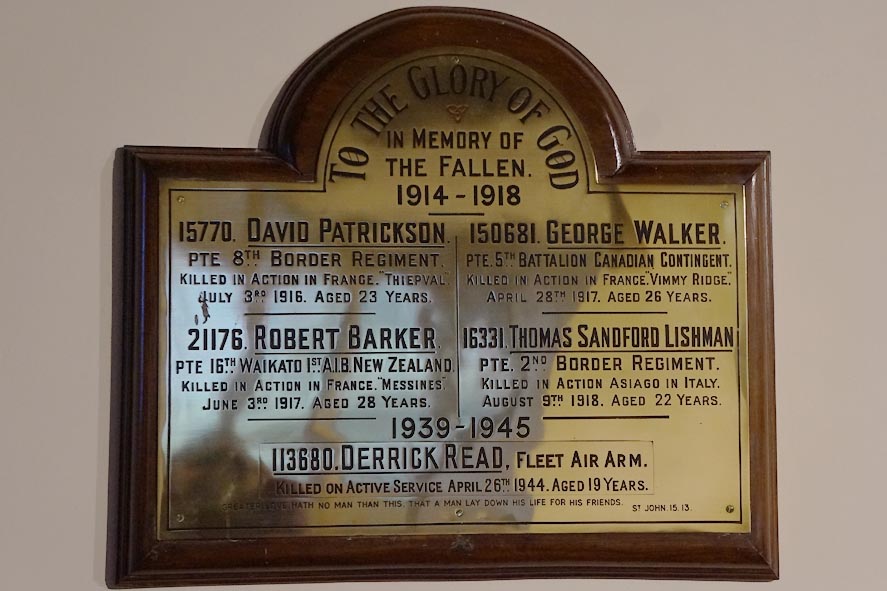 TO THE GLORY OF GOD
IN MEMORY OF
THE FALLEN.
1914-1918
15770. DAVID PATRICKSON.
PTE 8TH BORDER REGIMENT.
KILLED IN ACTION IN FRANCE. "THIEPVAL"
JULY 3RD 1916. AGED 23 YEARS.
150681. GEORGE WALKER.
PTE. 5TH BATTALION CANADIAN CONTINGENT.
KILLED IN ACTION IN FRANCE. "VIMMY RIDGE."
APRIL 28TH 1917. AGED 26 YEARS.
21176. ROBERT BARKER.
PTE 16TH WAIKATO 1ST A.I.B. NEW ZEALAND.
KILLED IN ACTION IN FRANCE. "MESSINES".
JUNE 3RD 1917. AGED 28 YEARS.
16331. THOMAS SANDFORD LISHMAN
PTE. 2ND BORDER REGIMENT.
KILLED IN ACTION ASIAGO IN ITALY.
AUGUST 9TH 1918. AGED 22 YEARS.
1939-1945
113680. DERRICK READ, FLEET AIR ARM.
KILLED ON ACTIVE SERVICE APRIL 26TH 1944. AGED 19 YEARS.
GREATER LOVE HATH NO MAN THAN THIS, THAT A MAN LAY DOWN HIS LIFE FOR HIS FRIENDS. ST JOHN. 15. 13.